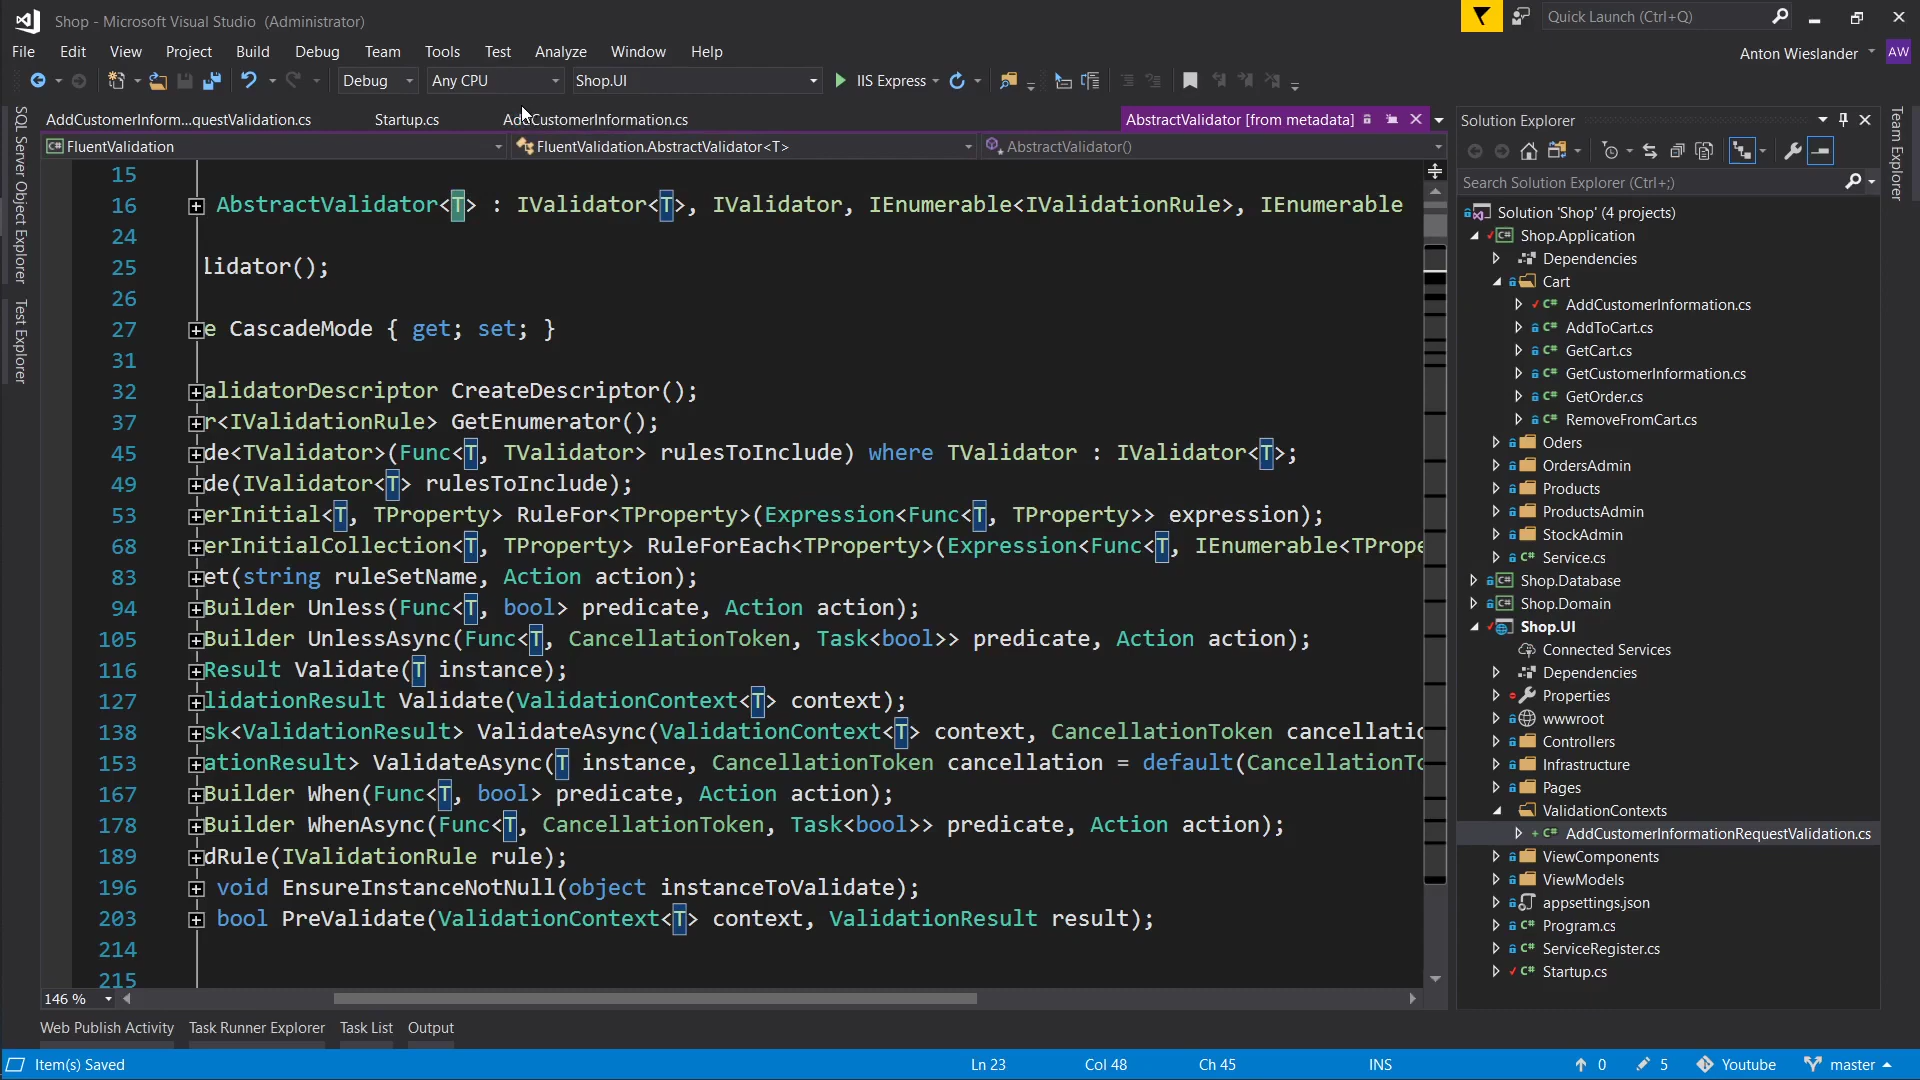 Shop - Microsoft Visual Studio (Administrator)
Quick Launch (Ctrl+Q)
File Edit View Project Build Debug Team Tools Test Analyze Window Help
Anton Wieslander AW
Debug Any CPU Shop.UI IIS Express
AddCustomerInform...questValidation.cs Startup.cs AddCustomerInformation.cs AbstractValidator [from metadata]
FluentValidation FluentValidation.AbstractValidator<T> AbstractValidator()
SQL Server Object Explorer
Test Explorer
15
16 AbstractValidator<T> : IValidator<T>, IValidator, IEnumerable<IValidationRule>, IEnumerable
24
25 lidator();
26
27 e CascadeMode { get; set; }
31
32 alidatorDescriptor CreateDescriptor();
37 r<IValidationRule> GetEnumerator();
45 de<TValidator>(Func<T, TValidator> rulesToInclude) where TValidator : IValidator<T>;
49 de(IValidator<T> rulesToInclude);
53 erInitial<T, TProperty> RuleFor<TProperty>(Expression<Func<T, TProperty>> expression);
68 erInitialCollection<T, TProperty> RuleForEach<TProperty>(Expression<Func<T, IEnumerable<TPrope
83 et(string ruleSetName, Action action);
94 Builder Unless(Func<T, bool> predicate, Action action);
105 Builder UnlessAsync(Func<T, CancellationToken, Task<bool>> predicate, Action action);
116 Result Validate(T instance);
127 lidationResult Validate(ValidationContext<T> context);
138 sk<ValidationResult> ValidateAsync(ValidationContext<T> context, CancellationToken cancellatio
153 ationResult> ValidateAsync(T instance, CancellationToken cancellation = default(CancellationTo
167 Builder When(Func<T, bool> predicate, Action action);
178 Builder WhenAsync(Func<T, CancellationToken, Task<bool>> predicate, Action action);
189 dRule(IValidationRule rule);
196 void EnsureInstanceNotNull(object instanceToValidate);
203 bool PreValidate(ValidationContext<T> context, ValidationResult result);
214
215
146 %
Solution Explorer
Search Solution Explorer (Ctrl+;)
Solution 'Shop' (4 projects)
Shop.Application
Dependencies
Cart
AddCustomerInformation.cs
AddToCart.cs
GetCart.cs
GetCustomerInformation.cs
GetOrder.cs
RemoveFromCart.cs
Oders
OrdersAdmin
Products
ProductsAdmin
StockAdmin
Service.cs
Shop.Database
Shop.Domain
Shop.UI
Connected Services
Dependencies
Properties
wwwroot
Controllers
Infrastructure
Pages
ValidationContexts
AddCustomerInformationRequestValidation.cs
ViewComponents
ViewModels
appsettings.json
Program.cs
ServiceRegister.cs
Startup.cs
Team Explorer
Web Publish Activity Task Runner Explorer Task List Output
Item(s) Saved Ln 23 Col 48 Ch 45 INS 0 5 Youtube master